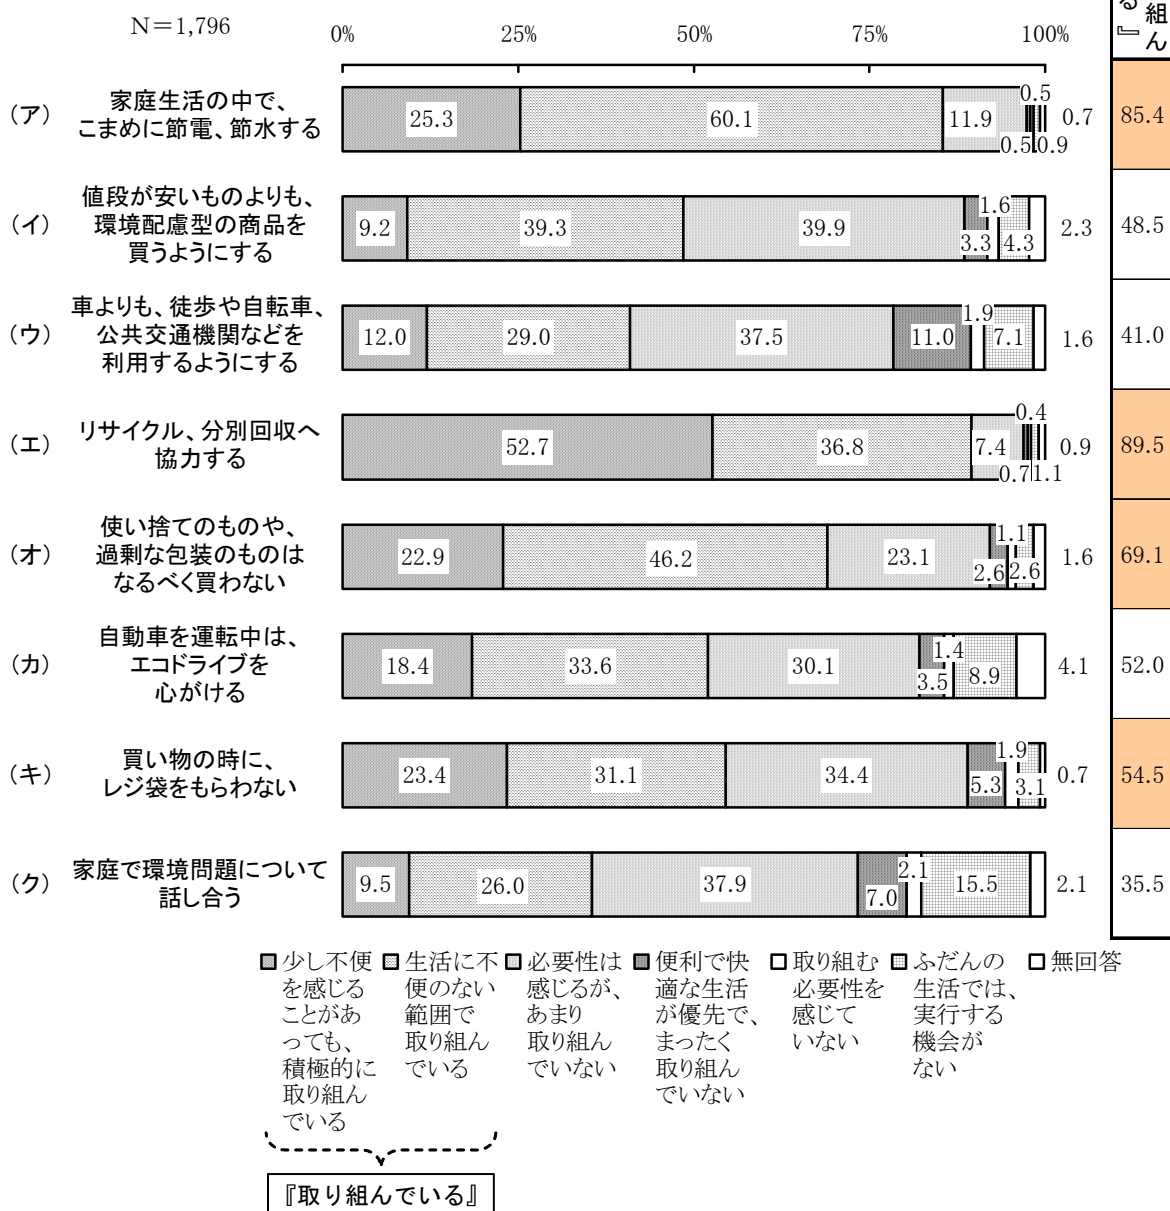 N＝1,796
0%
25%
50%
75%
100%
組ん
る』
(ア)
家庭生活の中で、
こまめに節電、節水する
25.3
60.1
11.9
0.5
0.5
0.9
0.7
85.4
(イ)
値段が安いものよりも、
環境配慮型の商品を
買うようにする
9.2
39.3
39.9
3.3
1.6
4.3
2.3
48.5
(ウ)
車よりも、徒歩や自転車、
公共交通機関などを
利用するようにする
12.0
29.0
37.5
11.0
1.9
7.1
1.6
41.0
(エ)
リサイクル、分別回収へ
協力する
52.7
36.8
7.4
0.7
0.4
1.1
0.9
89.5
(オ)
使い捨てのものや、
過剰な包装のものは
なるべく買わない
22.9
46.2
23.1
2.6
1.1
2.6
1.6
69.1
(カ)
自動車を運転中は、
エコドライブを
心がける
18.4
33.6
30.1
3.5
1.4
8.9
4.1
52.0
(キ)
買い物の時に、
レジ袋をもらわない
23.4
31.1
34.4
5.3
1.9
3.1
0.7
54.5
(ク)
家庭で環境問題について
話し合う
9.5
26.0
37.9
7.0
2.1
15.5
2.1
35.5
少し不便
を感じる
ことがあ
っても、
積極的に
取り組ん
でいる
生活に不
便のない
範囲で
取り組ん
でいる
必要性は
感じるが、
あまり
取り組ん
でいない
便利で快
適な生活
が優先で、
まったく
取り組ん
でいない
取り組む
必要性を
感じて
いない
ふだんの
生活では、
実行する
機会が
ない
無回答
『取り組んでいる』